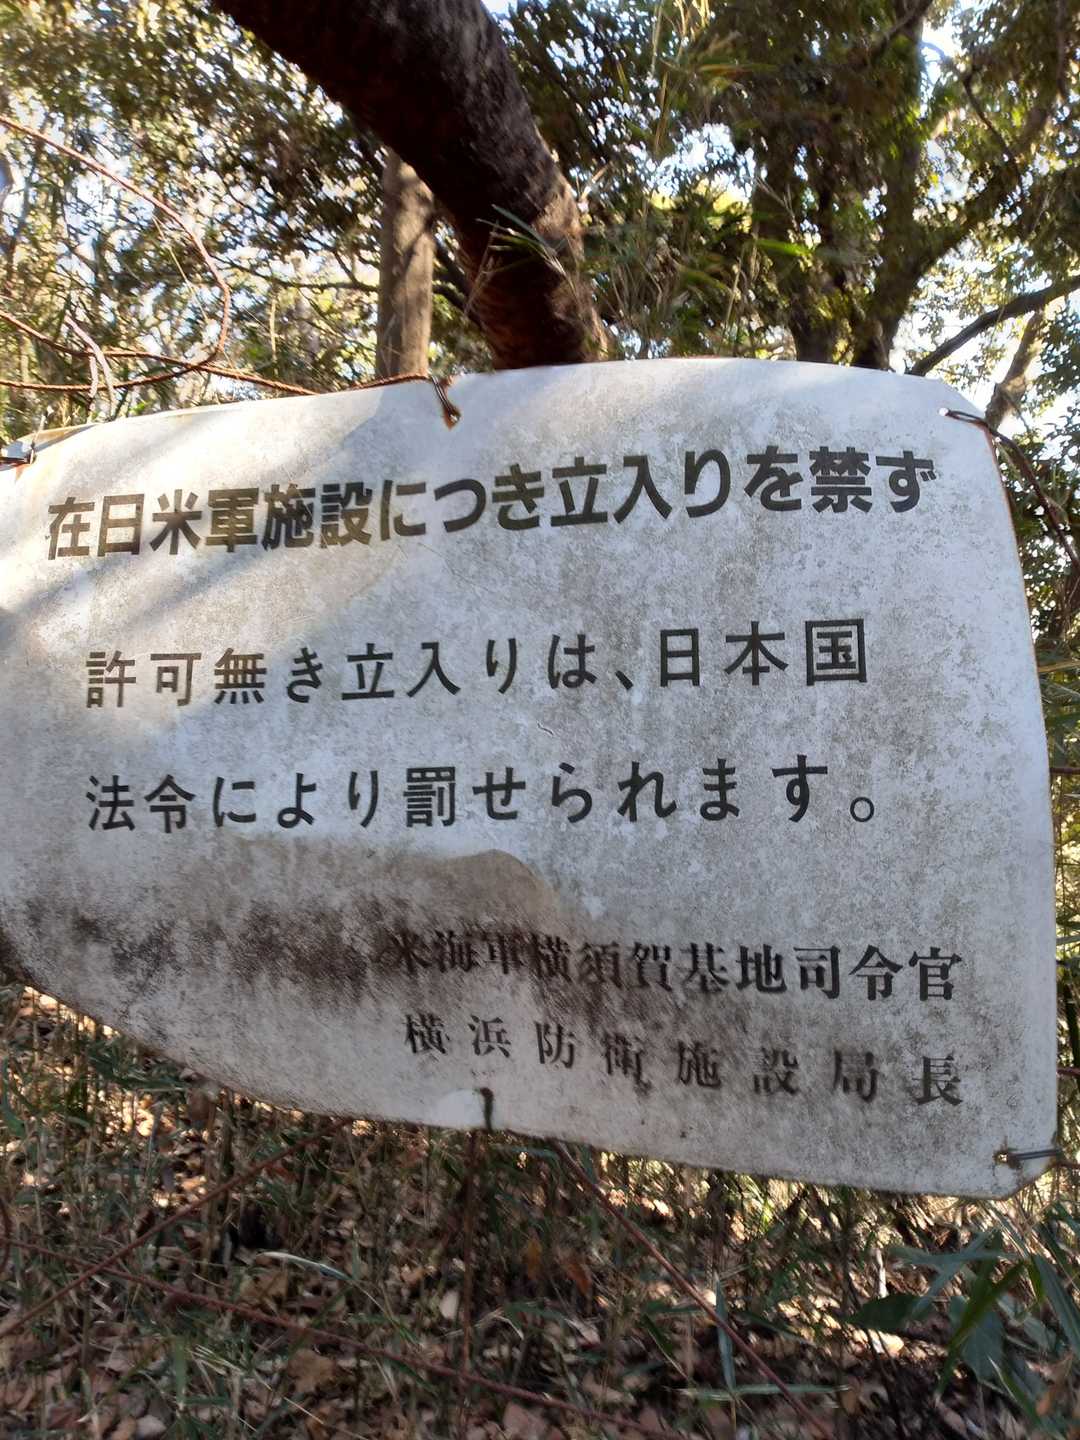 在日米軍施設につき立入りを禁ず
許可無き立入りは、日本国
法令により罰せられます。
米海軍横須賀基地司令官
横浜防衛施設局長